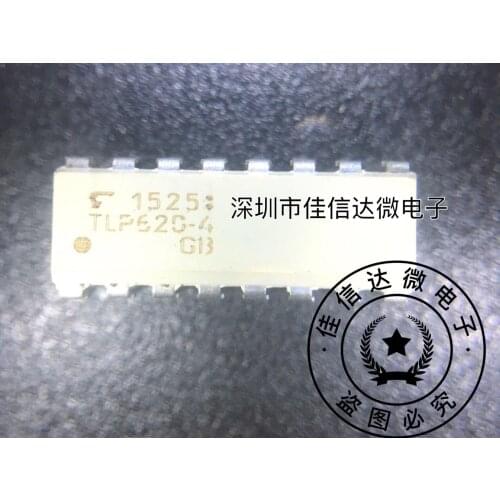 1525:
TLP620-4
GB
深圳市佳信达微电子
佳信达微电子
盗图必究